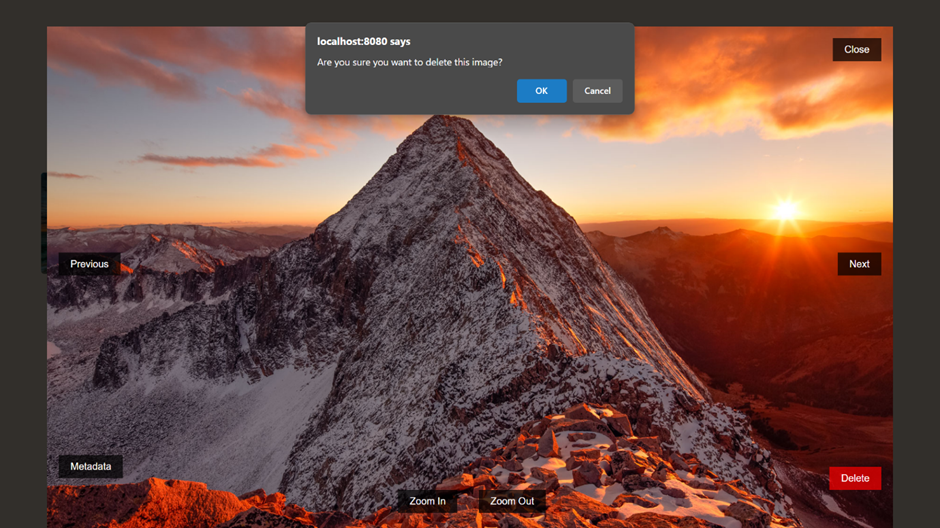 localhost:8080 says
Are you sure you want to delete this image?
OK
Cancel
Close
Previous
Next
Metadata
Delete
Zoom In
Zoom Out